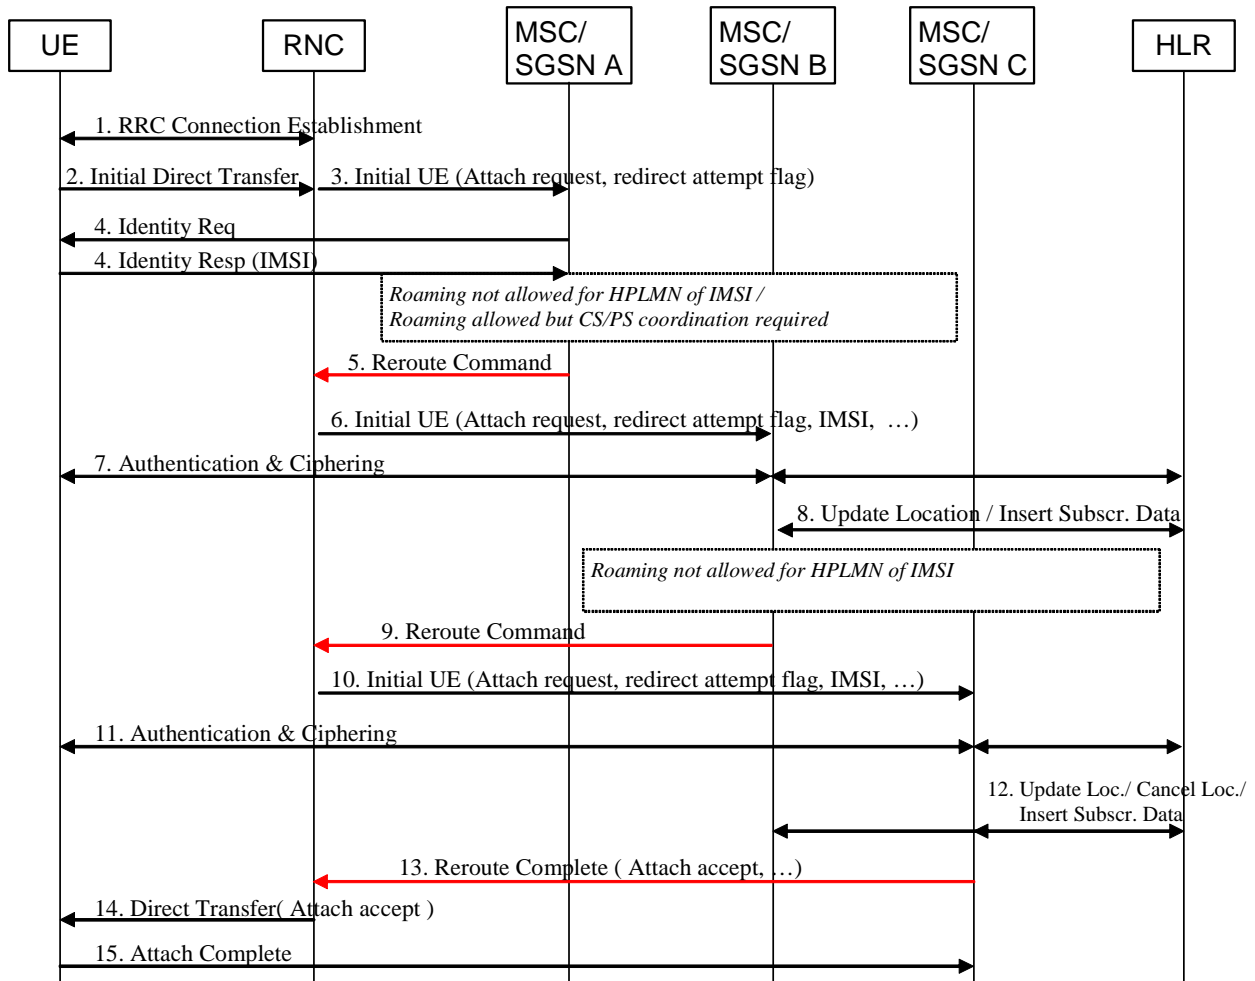 UE
RNC
MSC/
SGSN A
MSC/
SGSN B
MSC/
SGSN C
HLR
1. RRC Connection Establishment
2. Initial Direct Transfer
3. Initial UE (Attach request, redirect attempt flag)
4. Identity Req
4. Identity Resp (IMSI)
Roaming not allowed for HPLMN of IMSI /
Roaming allowed but CS/PS coordination required
5. Reroute Command
6. Initial UE (Attach request, redirect attempt flag, IMSI, …)
7. Authentication & Ciphering
8. Update Location / Insert Subscr. Data
Roaming not allowed for HPLMN of IMSI
9. Reroute Command
10. Initial UE (Attach request, redirect attempt flag, IMSI, …)
11. Authentication & Ciphering
12. Update Loc./ Cancel Loc./
Insert Subscr. Data
13. Reroute Complete ( Attach accept, …)
14. Direct Transfer( Attach accept )
15. Attach Complete